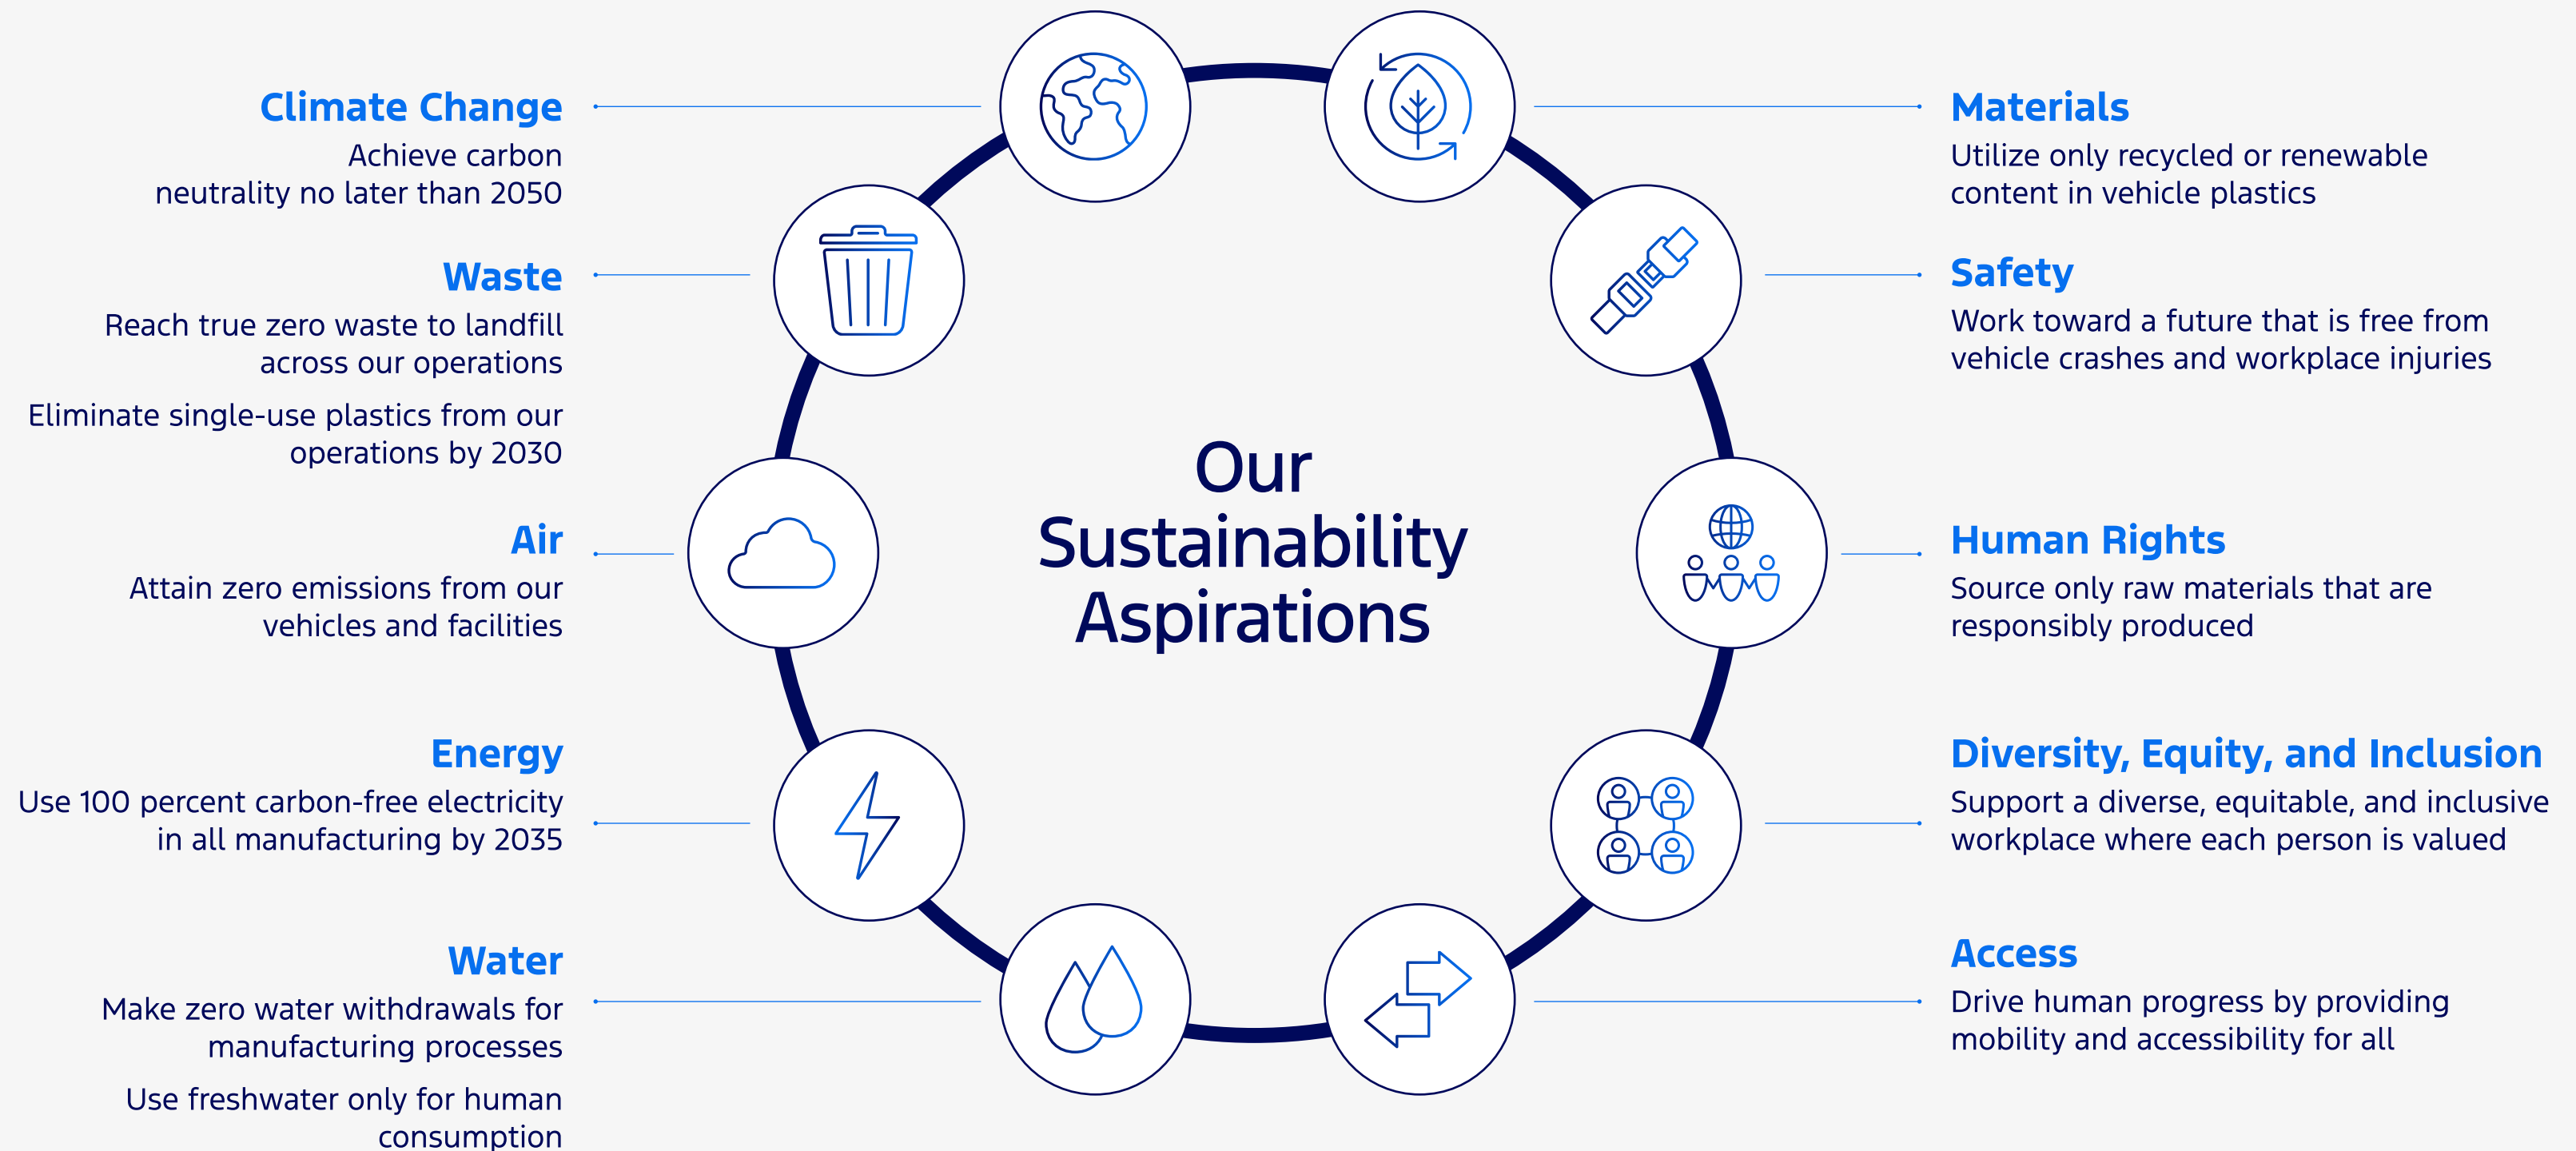 Climate Change
Achieve carbon
neutrality no later than 2050
Waste
Reach true zero waste to landfill
across our operations
Eliminate single-use plastics from our
operations by 2030
Air
Attain zero emissions from our
vehicles and facilities
Energy
Use 100 percent carbon-free electricity
in all manufacturing by 2035
Water
Make zero water withdrawals for
manufacturing processes
Use freshwater only for human
consumption
Our
Sustainability
Aspirations
Materials
Utilize only recycled or renewable
content in vehicle plastics
Safety
Work toward a future that is free from
vehicle crashes and workplace injuries
Human Rights
Source only raw materials that are
responsibly produced
Diversity, Equity, and Inclusion
Support a diverse, equitable, and inclusive
workplace where each person is valued
Access
Drive human progress by providing
mobility and accessibility for all